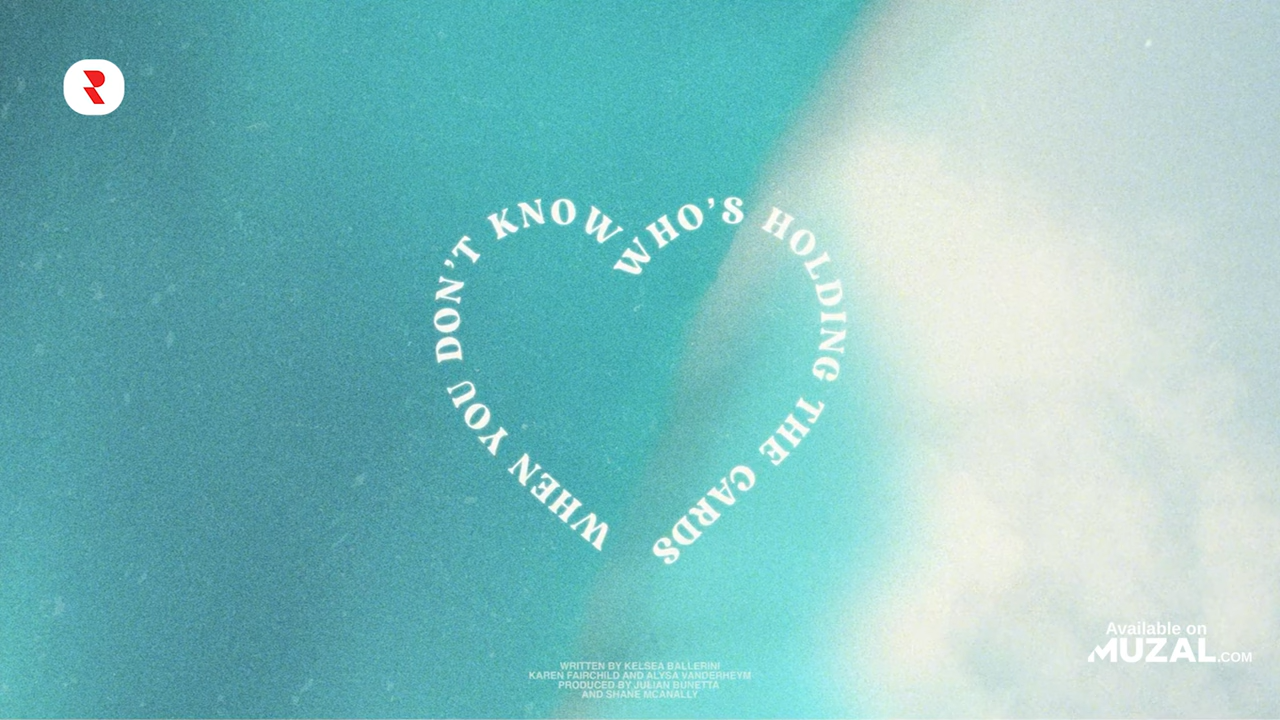 WHEN YOU DON'T KNOW WHO'S HOLDING THE CARDS
Available on
MUZAL.COM
WRITTEN BY KELSEA BALLERINI
KAREN FAIRCHILD AND ALYSA VANDERHEYM
PRODUCED BY JULIAN BUNETTA
AND SHANE MCANALLY